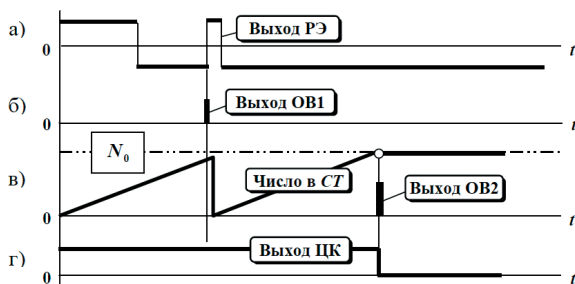 а)
0
Выход РЭ
t
б)
0
Выход ОВ1
t
N₀
в)
0
Число в СТ
Выход ОВ2
t
г)
0
Выход ЦК
t